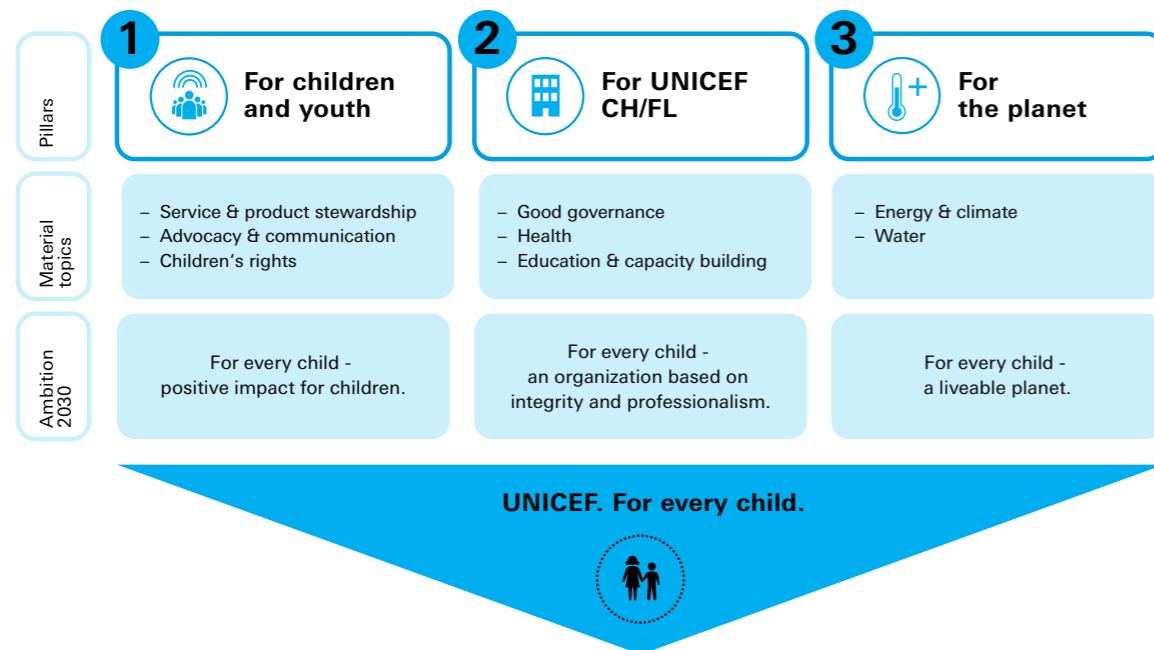 Pillars
1
For children
and youth
2
For UNICEF
CH/FL
3
For
the planet
Material
topics
– Service & product stewardship
– Advocacy & communication
– Children's rights
– Good governance
– Health
– Education & capacity building
– Energy & climate
– Water
Ambition
2030
For every child -
positive impact for children.
For every child -
an organization based on
integrity and professionalism.
For every child -
a liveable planet.
UNICEF. For every child.